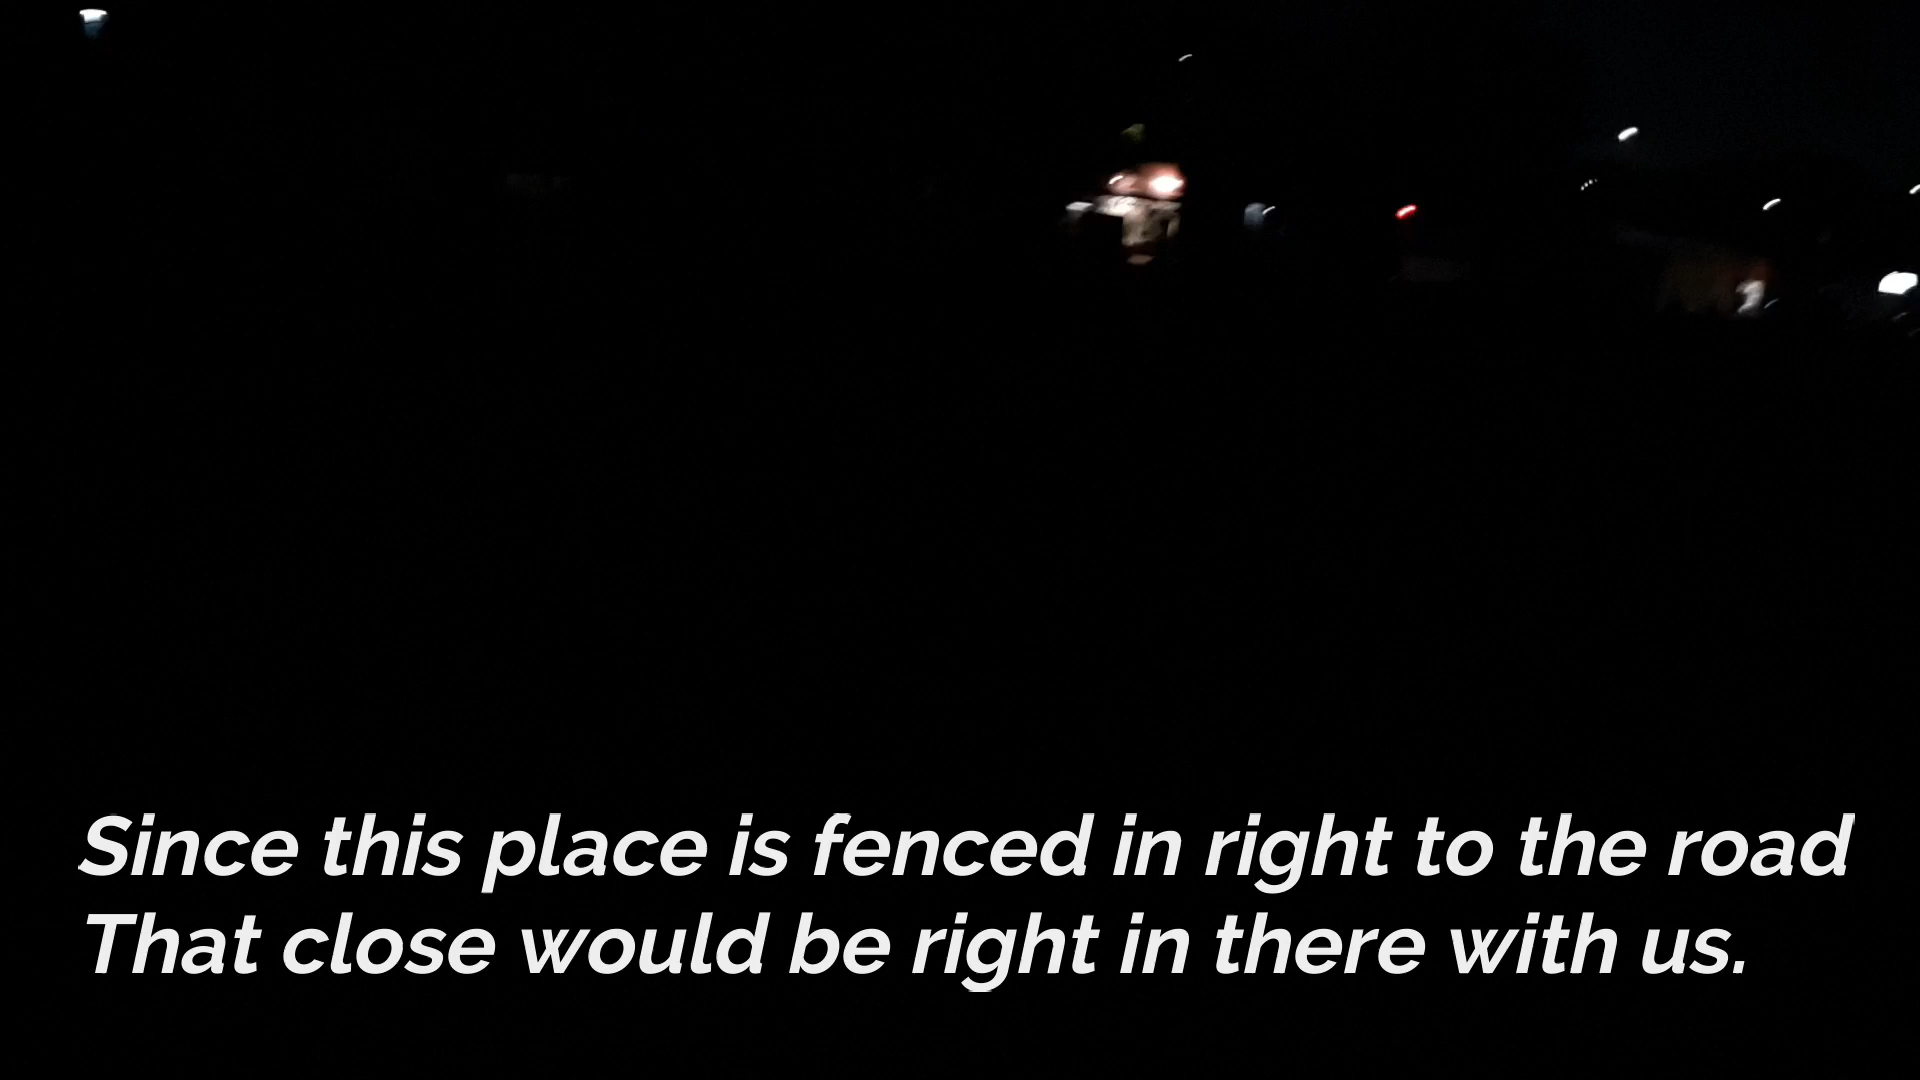 Since this place is fenced in right to the road
That close would be right in there with us.